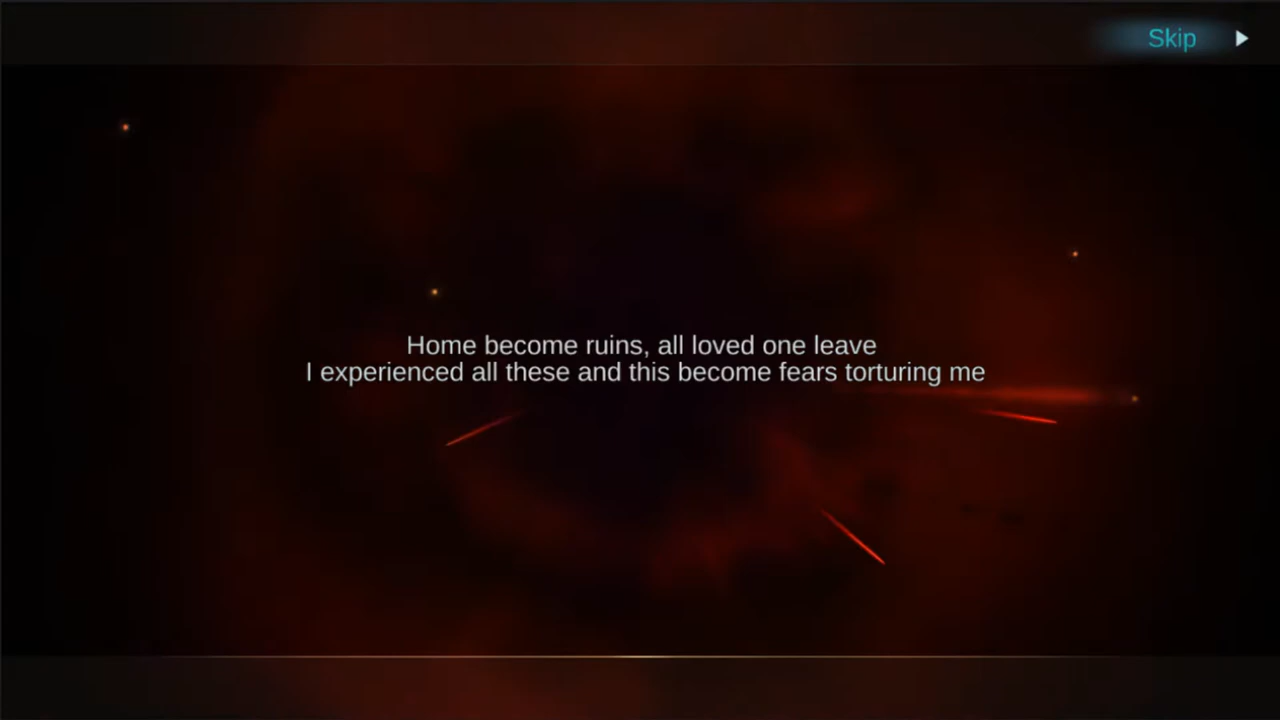 Skip
Home become ruins, all loved one leave
I experienced all these and this become fears torturing me